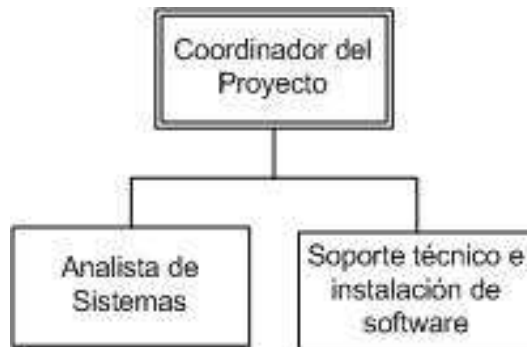 Coordinador del
Proyecto
Analista de
Sistemas
Soporte técnico e
instalación de
software